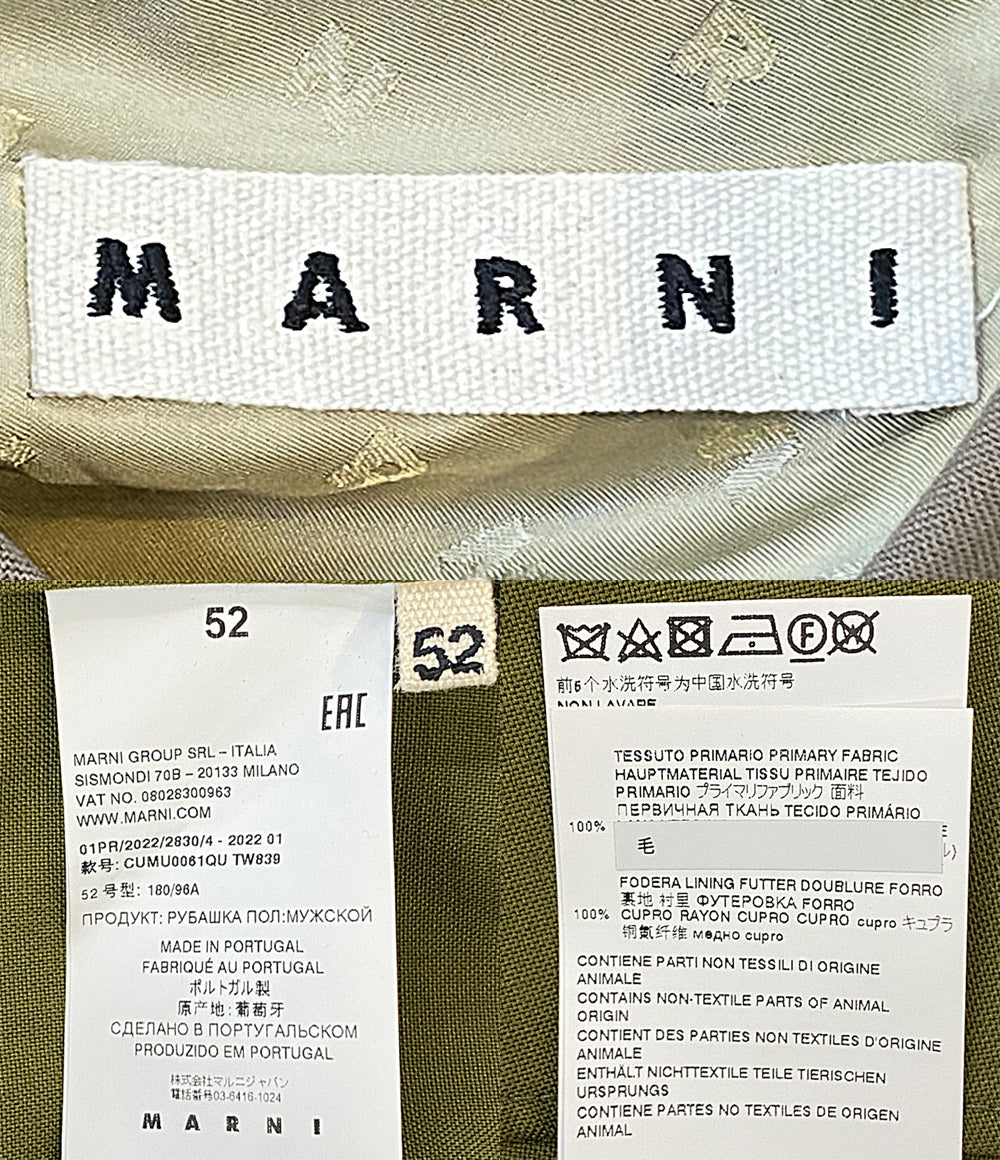 MARNI
52
EAC
MARNI GROUP SRL – ITALIA
SISMONDI 70B – 20133 MILANO
VAT NO. 08028300963
WWW.MARNI.COM
01PR/2022/2830/4 - 2022 01
款号: CUMU0061QU TW839
52 号型: 180/96A
ПРОДУКТ: РУБАШКА ПОЛ:МУЖСКОЙ
MADE IN PORTUGAL
FABRIQUÉ AU PORTUGAL
ポルトガル製
原产地:葡萄牙
СДЕЛАНО В ПОРТУГАЛЬСКОМ
PRODUZIDO EM PORTUGAL
株式会社マルニジャパン
電話番号03-6416-1024
MARNI
52
F
W
前5个水洗符号为中国水洗符号
NON LAVARE
TESSUTO PRIMARIO PRIMARY FABRIC
HAUPTMATERIAL TISSU PRIMAIRE TEJIDO
PRIMARIO プライマリファブリック 面料
ПЕРВИЧНАЯ ТКАНЬ TECIDO PRIMÁRIO
100%
毛
FODERA LINING FUTTER DOUBLURE FORRO
裏地 衬里 ФУТЕРОВКА FORRO
100% CUPRO RAYON CUPRO CUPRO cupro キュプラ
铜氨纤维 медно cupro
CONTIENE PARTI NON TESSILI DI ORIGINE
ANIMALE
CONTAINS NON-TEXTILE PARTS OF ANIMAL
ORIGIN
CONTIENT DES PARTIES NON TEXTILES D'ORIGINE
ANIMALE
ENTHÄLT NICHTTEXTILE TEILE TIERISCHEN
URSPRUNGS
CONTIENE PARTES NO TEXTILES DE ORIGEN
ANIMAL